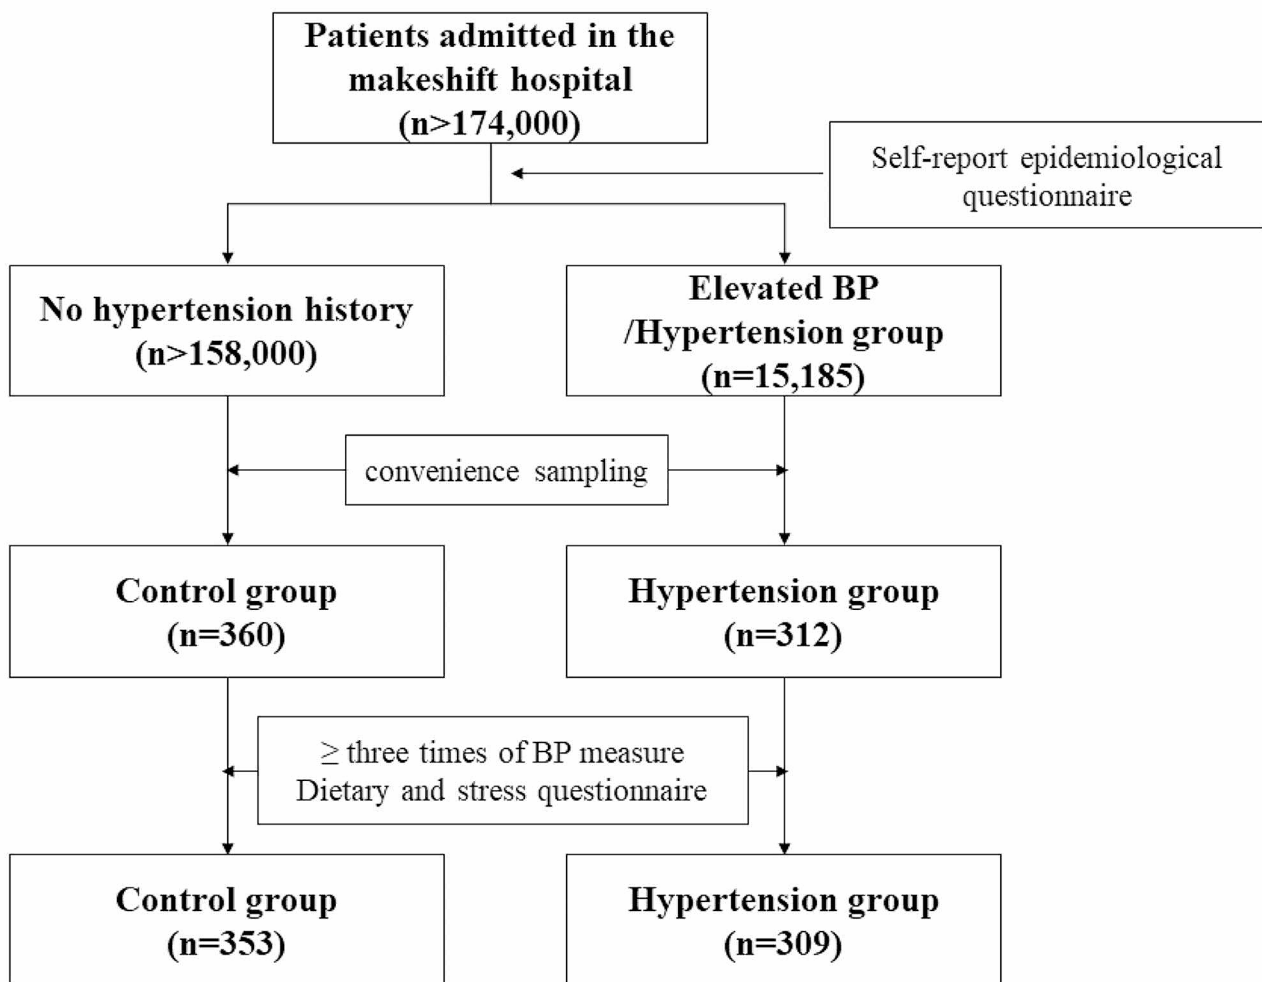 Patients admitted in the
makeshift hospital
(n>174,000)
Self-report epidemiological
questionnaire
No hypertension history
(n>158,000)
Elevated BP
/Hypertension group
(n=15,185)
convenience sampling
Control group
(n=360)
Hypertension group
(n=312)
≥ three times of BP measure
Dietary and stress questionnaire
Control group
(n=353)
Hypertension group
(n=309)